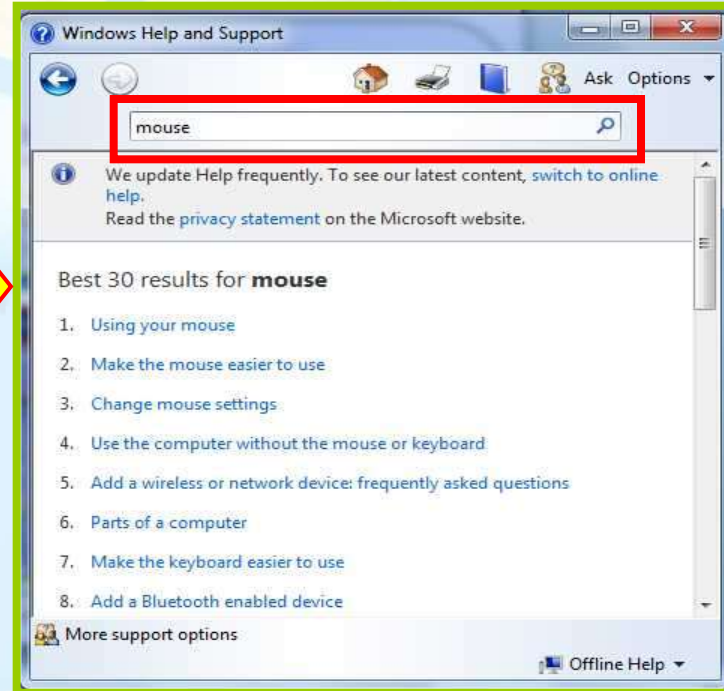 Windows Help and Support
Ask Options
mouse
We update Help frequently. To see our latest content, switch to online
help.
Read the privacy statement on the Microsoft website.
Best 30 results for mouse
1. Using your mouse
2. Make the mouse easier to use
3. Change mouse settings
4. Use the computer without the mouse or keyboard
5. Add a wireless or network device: frequently asked questions
6. Parts of a computer
7. Make the keyboard easier to use
8. Add a Bluetooth enabled device
More support options
Offline Help